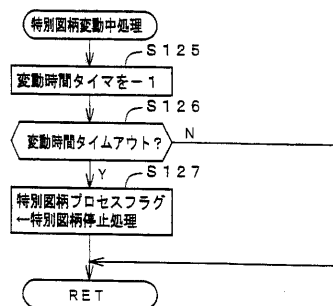 特別図柄変動中処理
S125
変動時間タイマを－１
S126
変動時間タイムアウト？
N
Y
S127
特別図柄プロセスフラグ
←特別図柄停止処理
RET